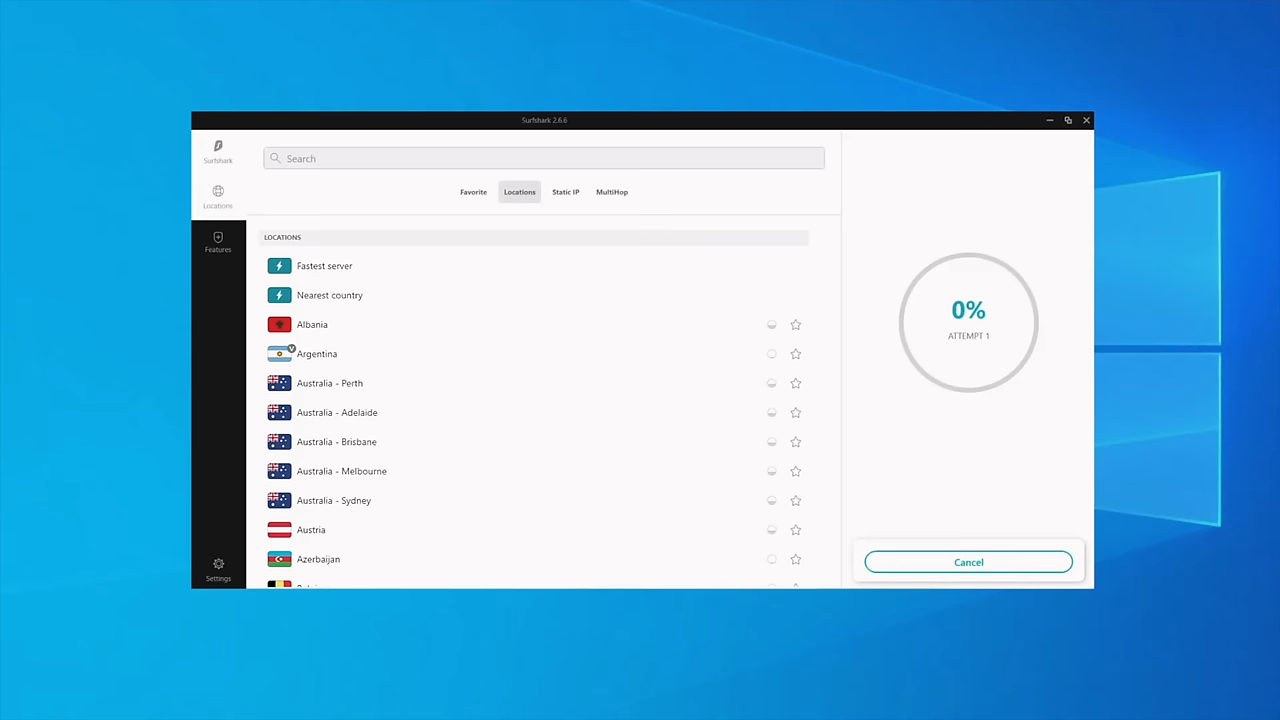 Surfshark 2.6.6
Surfshark
Locations
Features
Settings
Search
Favorite
Locations
Static IP
MultiHop
LOCATIONS
Fastest server
Nearest country
Albania
V
Argentina
Australia - Perth
Australia - Adelaide
Australia - Brisbane
Australia - Melbourne
Australia - Sydney
Austria
Azerbaijan
0%
ATTEMPT 1
Cancel